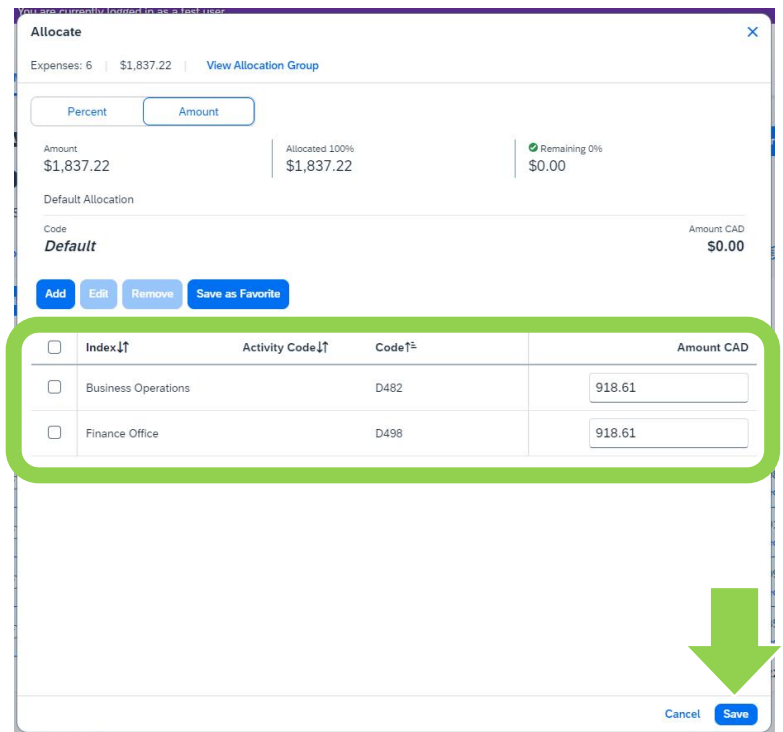 You are currently logged in as a test user
Allocate
Expenses: 6 | $1,837.22 | View Allocation Group
Percent Amount
Amount Allocated 100% Remaining 0%
$1,837.22 $1,837.22 $0.00
Default Allocation
Code Amount CAD
Default $0.00
Add Edit Remove Save as Favorite
Index Activity Code Code Amount CAD
Business Operations D482 918.61
Finance Office D498 918.61
Cancel Save